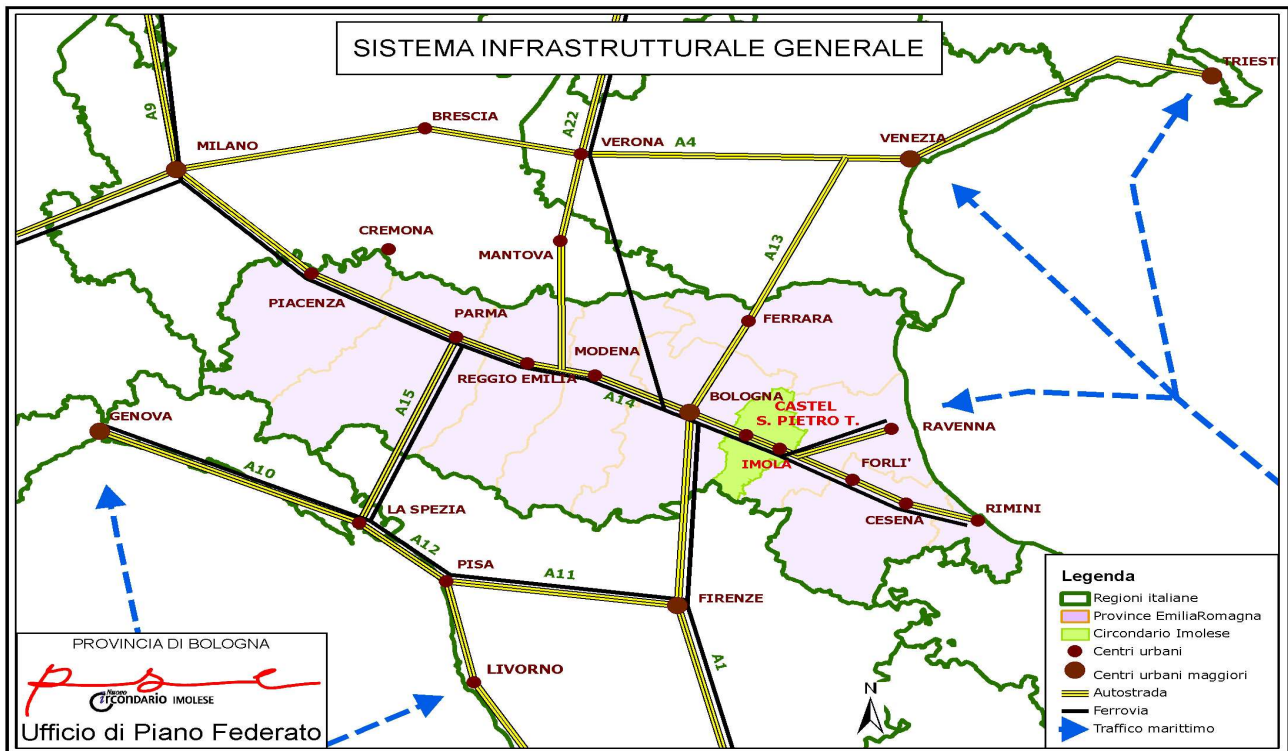 SISTEMA INFRASTRUTTURALE GENERALE
TRIESTE
A9
BRESCIA
A22
MILANO
VERONA
A4
VENEZIA
CREMONA
MANTOVA
A13
PIACENZA
PARMA
FERRARA
MODENA
REGGIO EMILIA
A14
BOLOGNA
A15
CASTEL
S. PIETRO T.
GENOVA
RAVENNA
IMOLA
FORLI'
A10
LA SPEZIA
CESENA
RIMINI
A12
PISA
A11
FIRENZE
A1
LIVORNO
N
Legenda
Regioni italiane
Province EmiliaRomagna
Circondario Imolese
Centri urbani
Centri urbani maggiori
Autostrada
Ferrovia
Traffico marittimo
PROVINCIA DI BOLOGNA
pse
NUOVO
CIRCONDARIO IMOLESE
Ufficio di Piano Federato